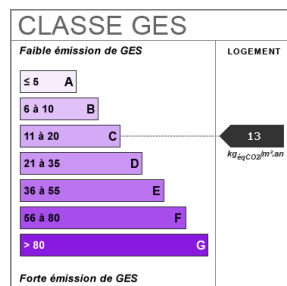 CLASSE GES
Faible émission de GES
LOGEMENT
≤ 5 A
6 à 10 B
11 à 20 C
13
kgéqCO2/m².an
21 à 35 D
36 à 55 E
56 à 80 F
> 80 G
Forte émission de GES